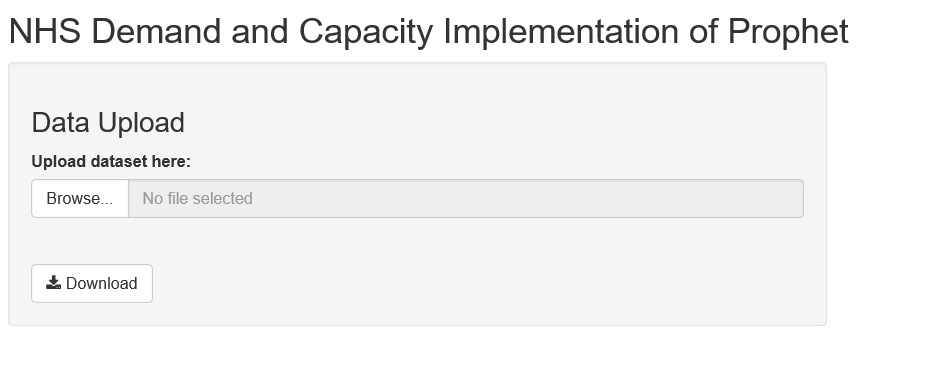 NHS Demand and Capacity Implementation of Prophet
Data Upload
Upload dataset here:
Browse... No file selected
Download